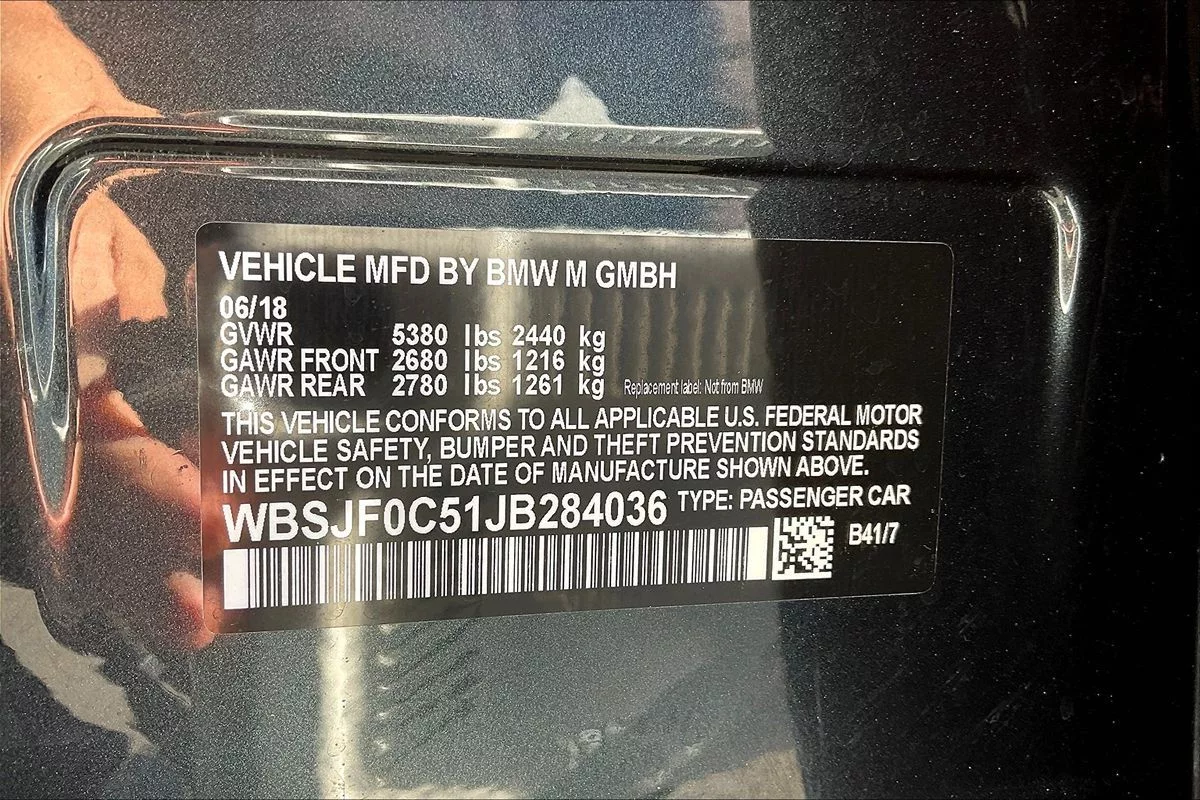 VEHICLE MFD BY BMW M GMBH
06/18
GVWR 5380 lbs 2440 kg
GAWR FRONT 2680 lbs 1216 kg
GAWR REAR 2780 lbs 1261 kg Replacement label: Not from BMW
THIS VEHICLE CONFORMS TO ALL APPLICABLE U.S. FEDERAL MOTOR
VEHICLE SAFETY, BUMPER AND THEFT PREVENTION STANDARDS
IN EFFECT ON THE DATE OF MANUFACTURE SHOWN ABOVE.
WBSJF0C51JB284036 TYPE: PASSENGER CAR
B41/7